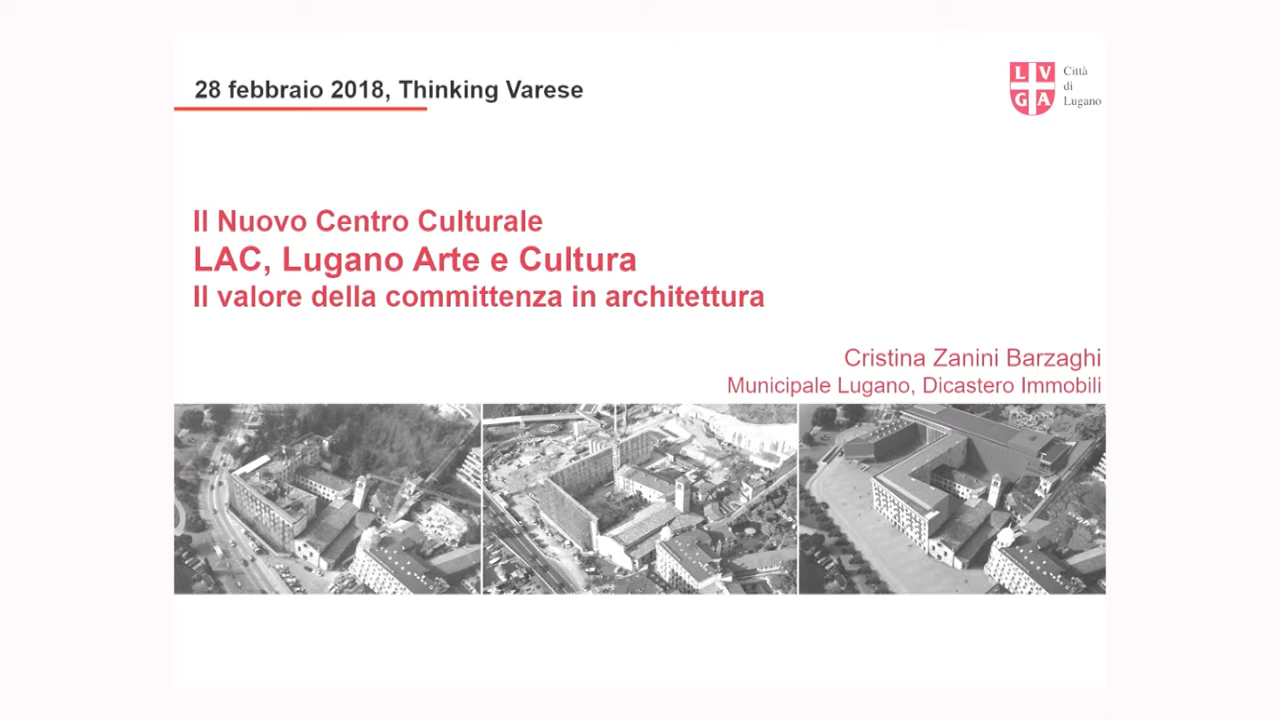 28 febbraio 2018, Thinking Varese
L V
G A
Città
di
Lugano
Il Nuovo Centro Culturale
LAC, Lugano Arte e Cultura
Il valore della committenza in architettura
Cristina Zanini Barzaghi
Municipale Lugano, Dicastero Immobili